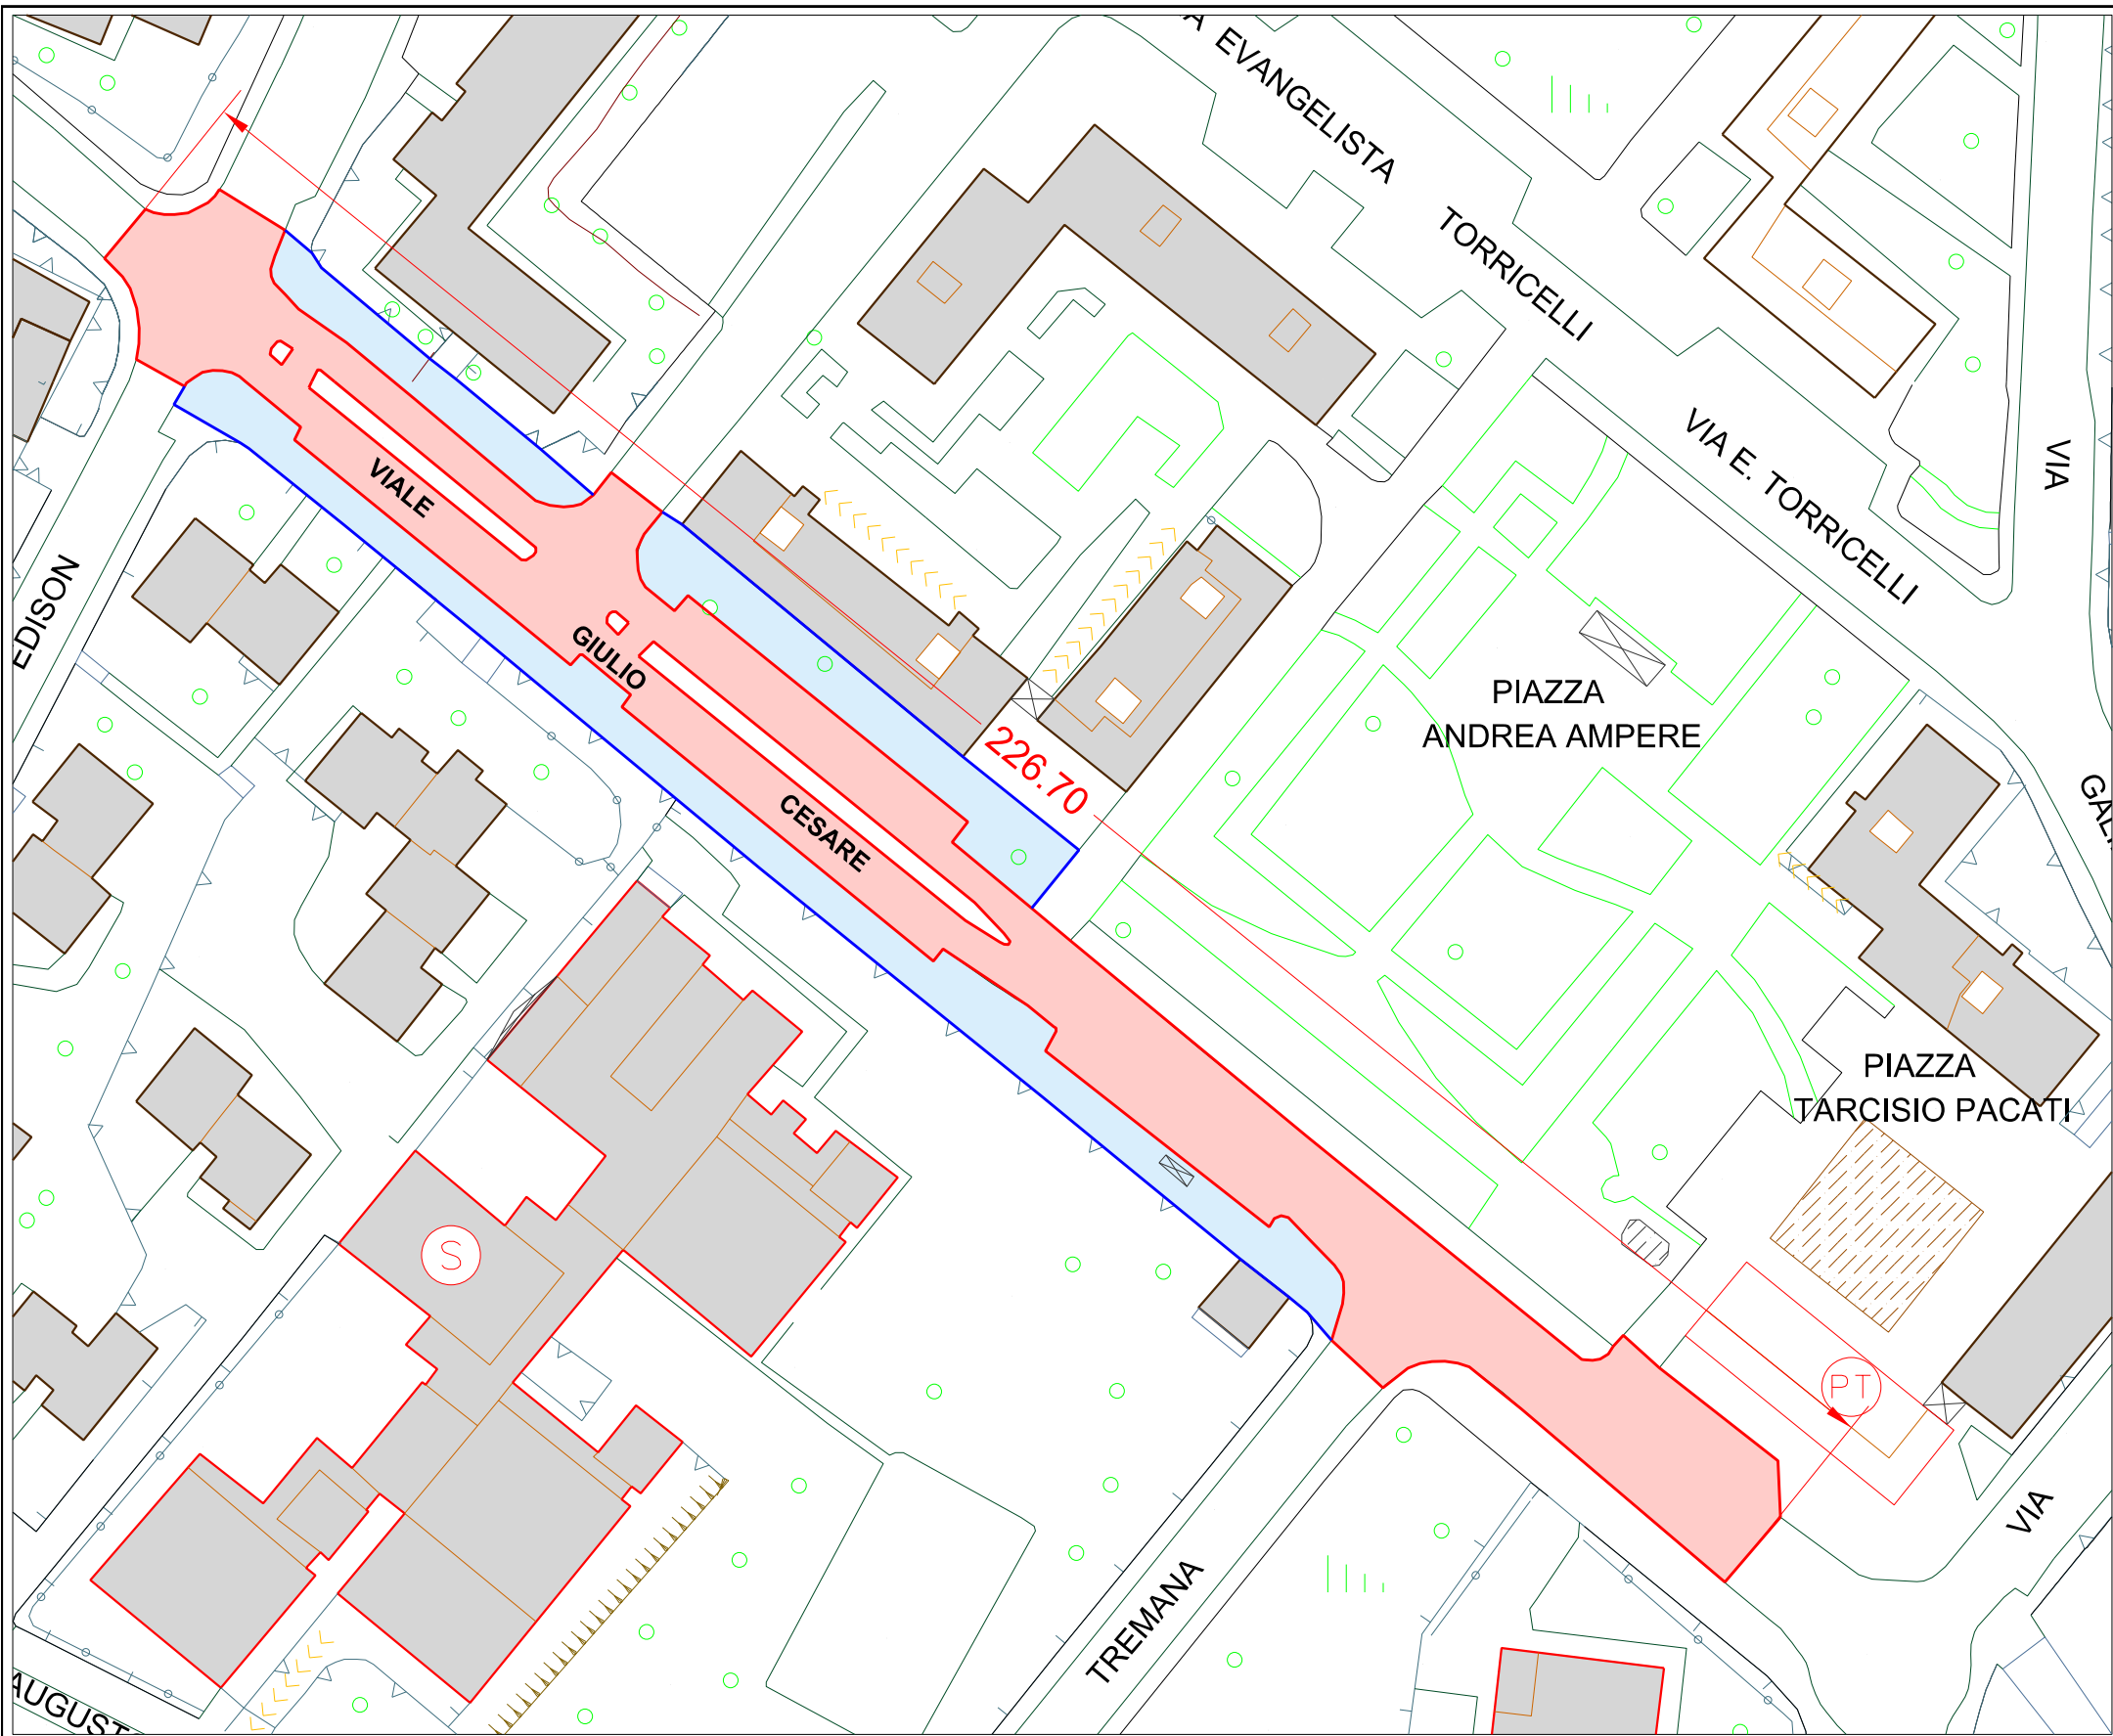 A EVANGELISTA
TORRICELLI
VIA E. TORRICELLI
VIA
VIALE
EDISON
GIULIO
PIAZZA
ANDREA AMPERE
226.70
CESARE
PIAZZA
TARCISIO PACATI
S
PT
VIA
TREMANA
AUGUST